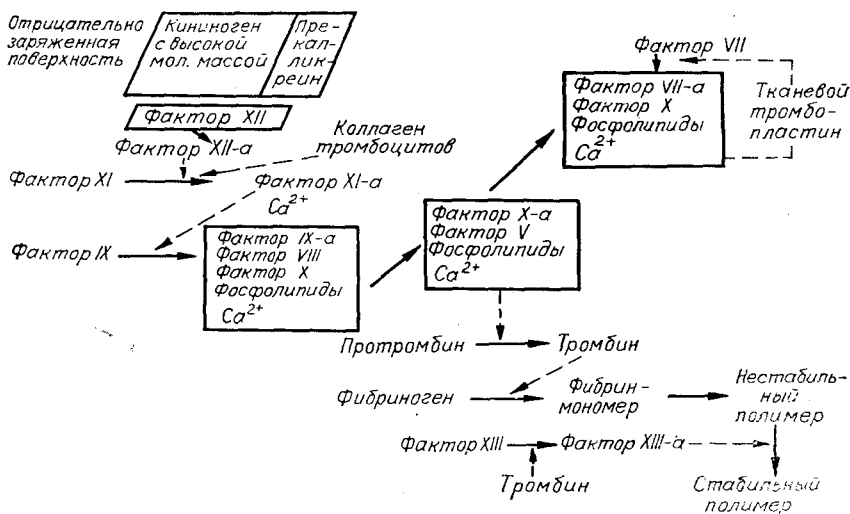 Отрицательно
заряженная
поверхность
Кининоген
с высокой
мол. массой
Пре-
кал-
лик-
реин
Фактор XII
Фактор XII-а
Коллаген
тромбоцитов
Фактор XI
Фактор XI-а
Ca²⁺
Фактор IX
Фактор IX-а
Фактор VIII
Фактор X
Фосфолипиды
Ca²⁺
Фактор X-а
Фактор V
Фосфолипиды
Ca²⁺
Фактор VII
Фактор VII-а
Фактор X
Фосфолипиды
Ca²⁺
Тканевой
тромбо-
пластин
Протромбин
Тромбин
Фибриноген
Фибрин-
мономер
Нестабиль-
ный
полимер
Фактор XIII
Фактор XIII-а
Тромбин
Стабильный
полимер